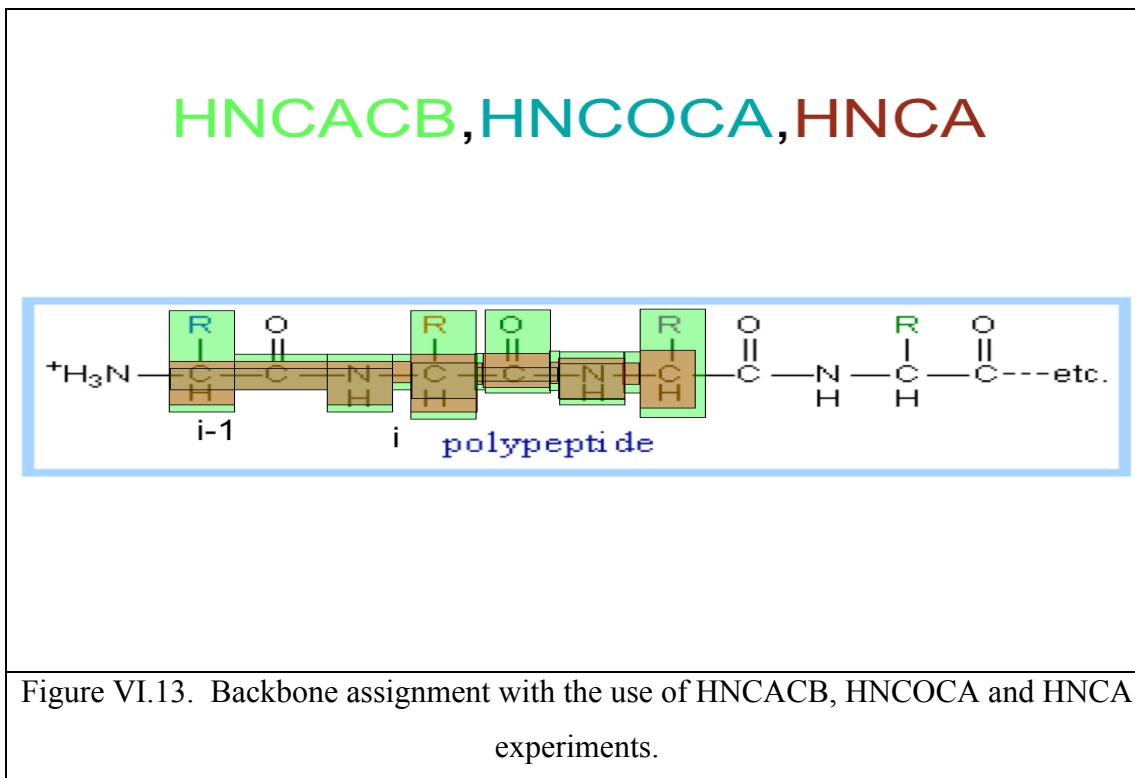 HNCACB,HNCOCA,HNCA
R O R O R O R O
⁺H₃N—C—C—N—C—C—N—C—C—N—C—C---etc.
H H H H H H H
i-1 i polypeptide
Figure VI.13. Backbone assignment with the use of HNCACB, HNCOCA and HNCA
experiments.